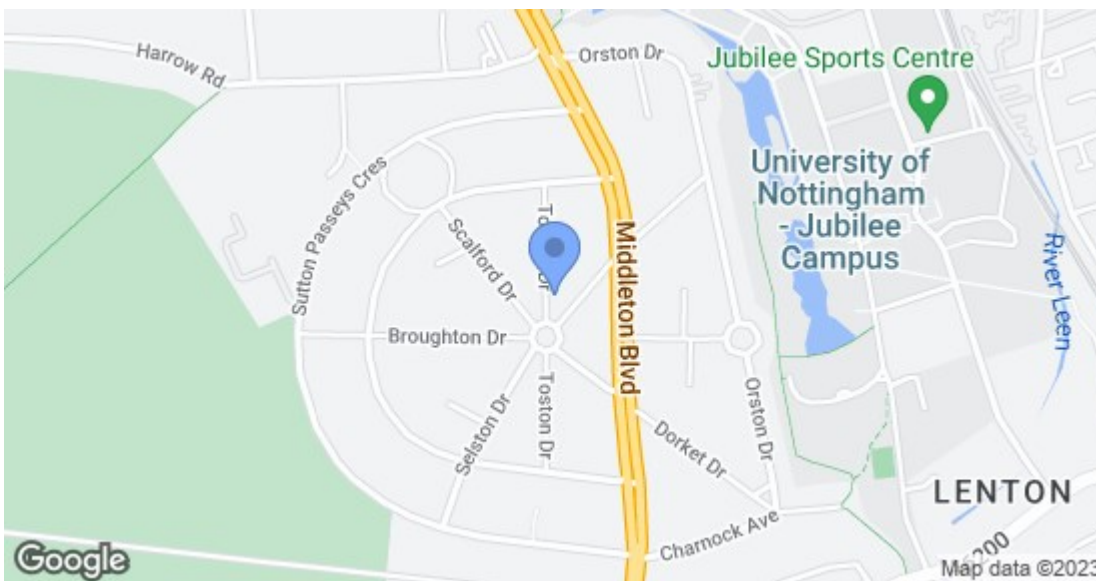 Harrow Rd
Orston Dr
Jubilee Sports Centre
Sutton Passeys Cres
University of
Nottingham
- Jubilee
Campus
Scalford Dr
Middleton Blvd
River Leen
Broughton Dr
Selston Dr
Toston Dr
Orston Dr
Dorket Dr
LENTON
Charnock Ave
Google
Map data ©2023